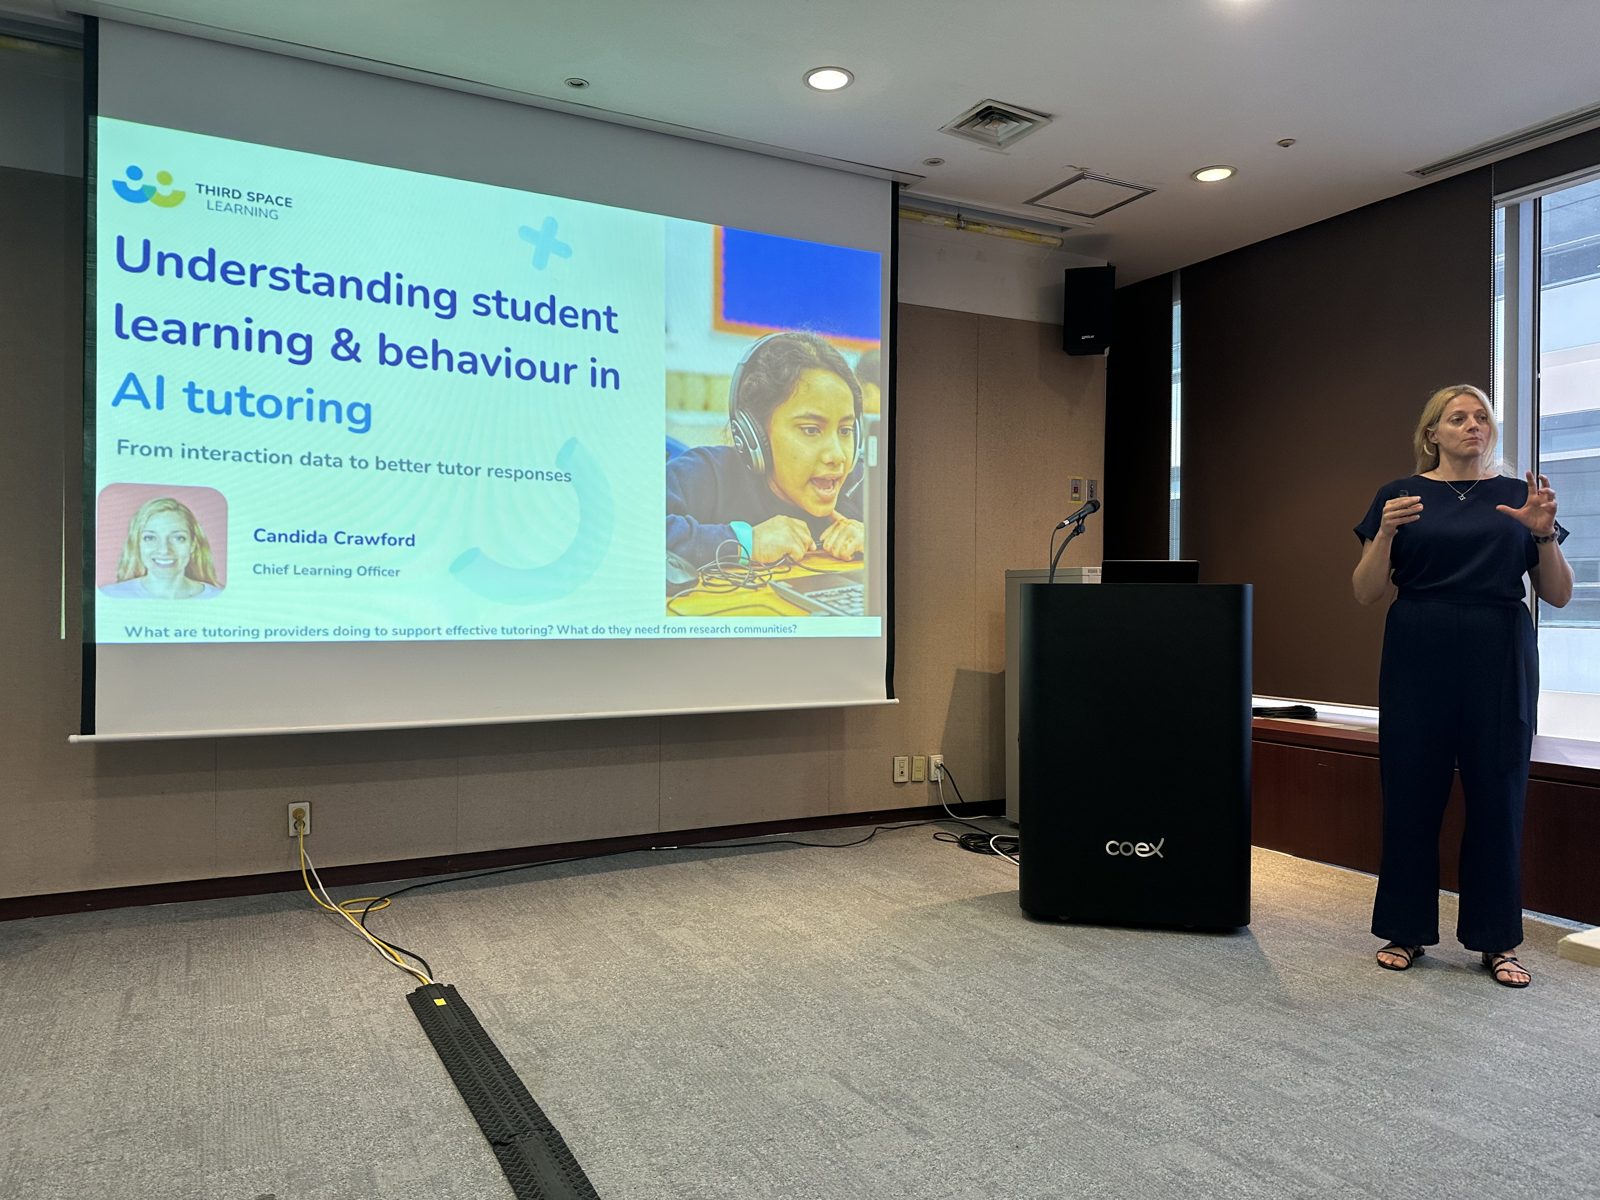 THIRD SPACE
LEARNING
Understanding student
learning & behaviour in
AI tutoring
From interaction data to better tutor responses
Candida Crawford
Chief Learning Officer
What are tutoring providers doing to support effective tutoring? What do they need from research communities?
coex